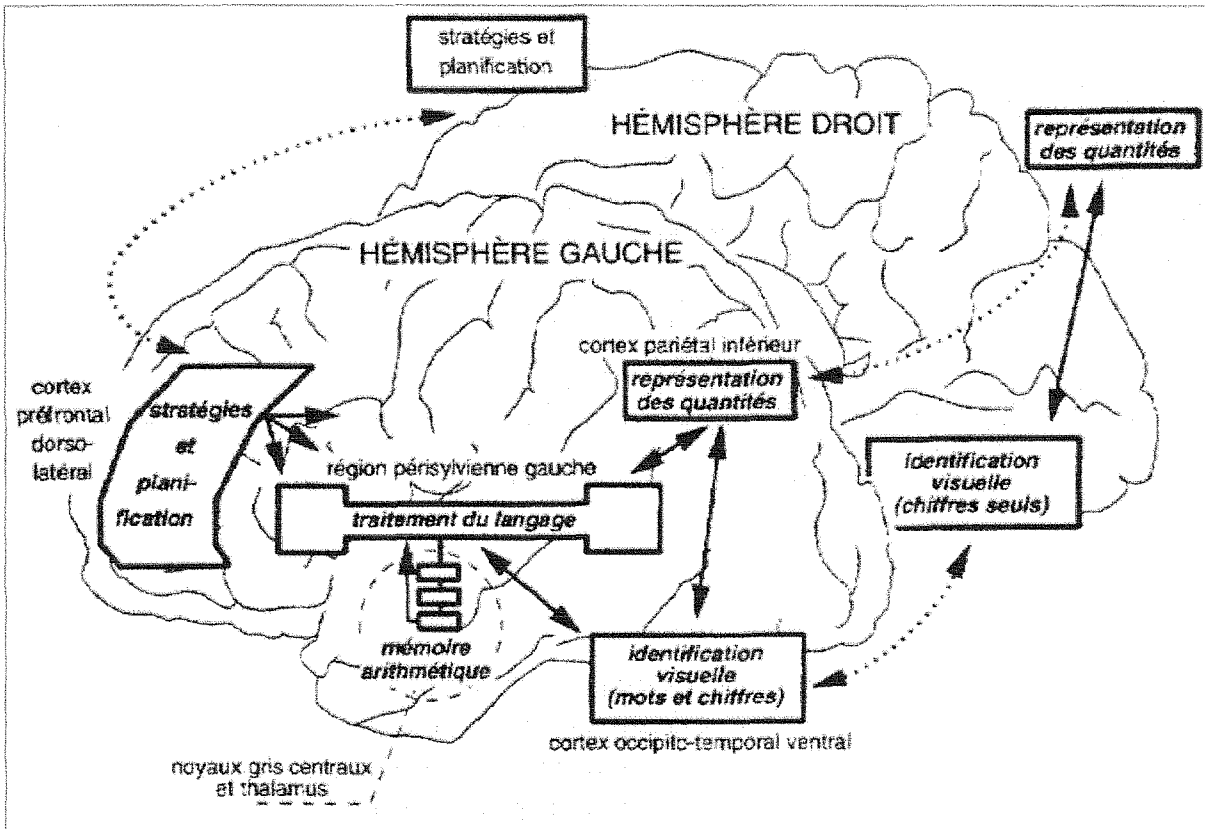 stratégies et
planification
HÉMISPHÈRE DROIT
représentation
des quantités
HÉMISPHÈRE GAUCHE
cortex pariétal inférieur
représentation
des quantités
cortex
préfrontal
dorso-
latéral
stratégies
et
plani-
fication
région périsylvienne gauche
traitement du langage
identification
visuelle
(chiffres seuls)
mémoire
arithmétique
identification
visuelle
(mots et chiffres)
cortex occipito-temporal ventral
noyaux gris centraux
et thalamus